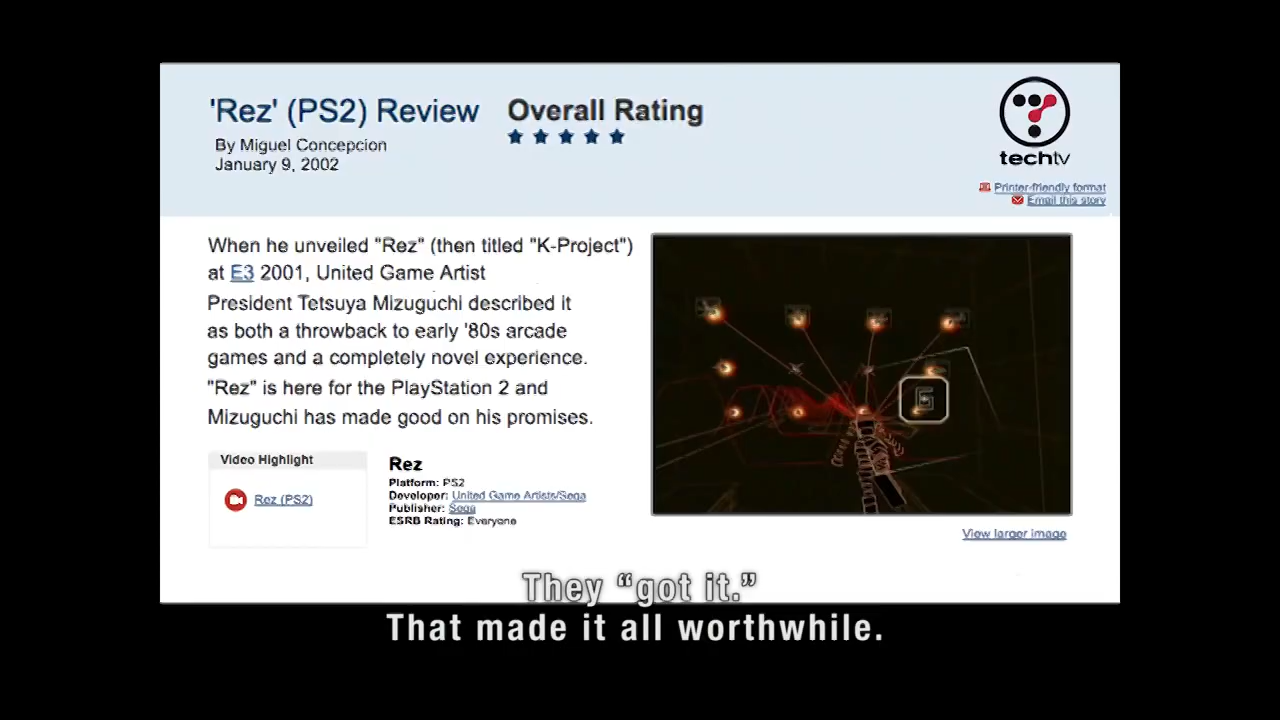 'Rez' (PS2) Review
Overall Rating
By Miguel Concepcion
January 9, 2002
techtv
Printer-friendly format
Email this story
When he unveiled "Rez" (then titled "K-Project")
at E3 2001, United Game Artist
President Tetsuya Mizuguchi described it
as both a throwback to early '80s arcade
games and a completely novel experience.
"Rez" is here for the PlayStation 2 and
Mizuguchi has made good on his promises.
Video Highlight
Rez (PS2)
Rez
Platform: PS2
Developer: United Game Artists/Sega
Publisher: Sega
ESRB Rating: Everyone
View larger image
They “got it.”
That made it all worthwhile.